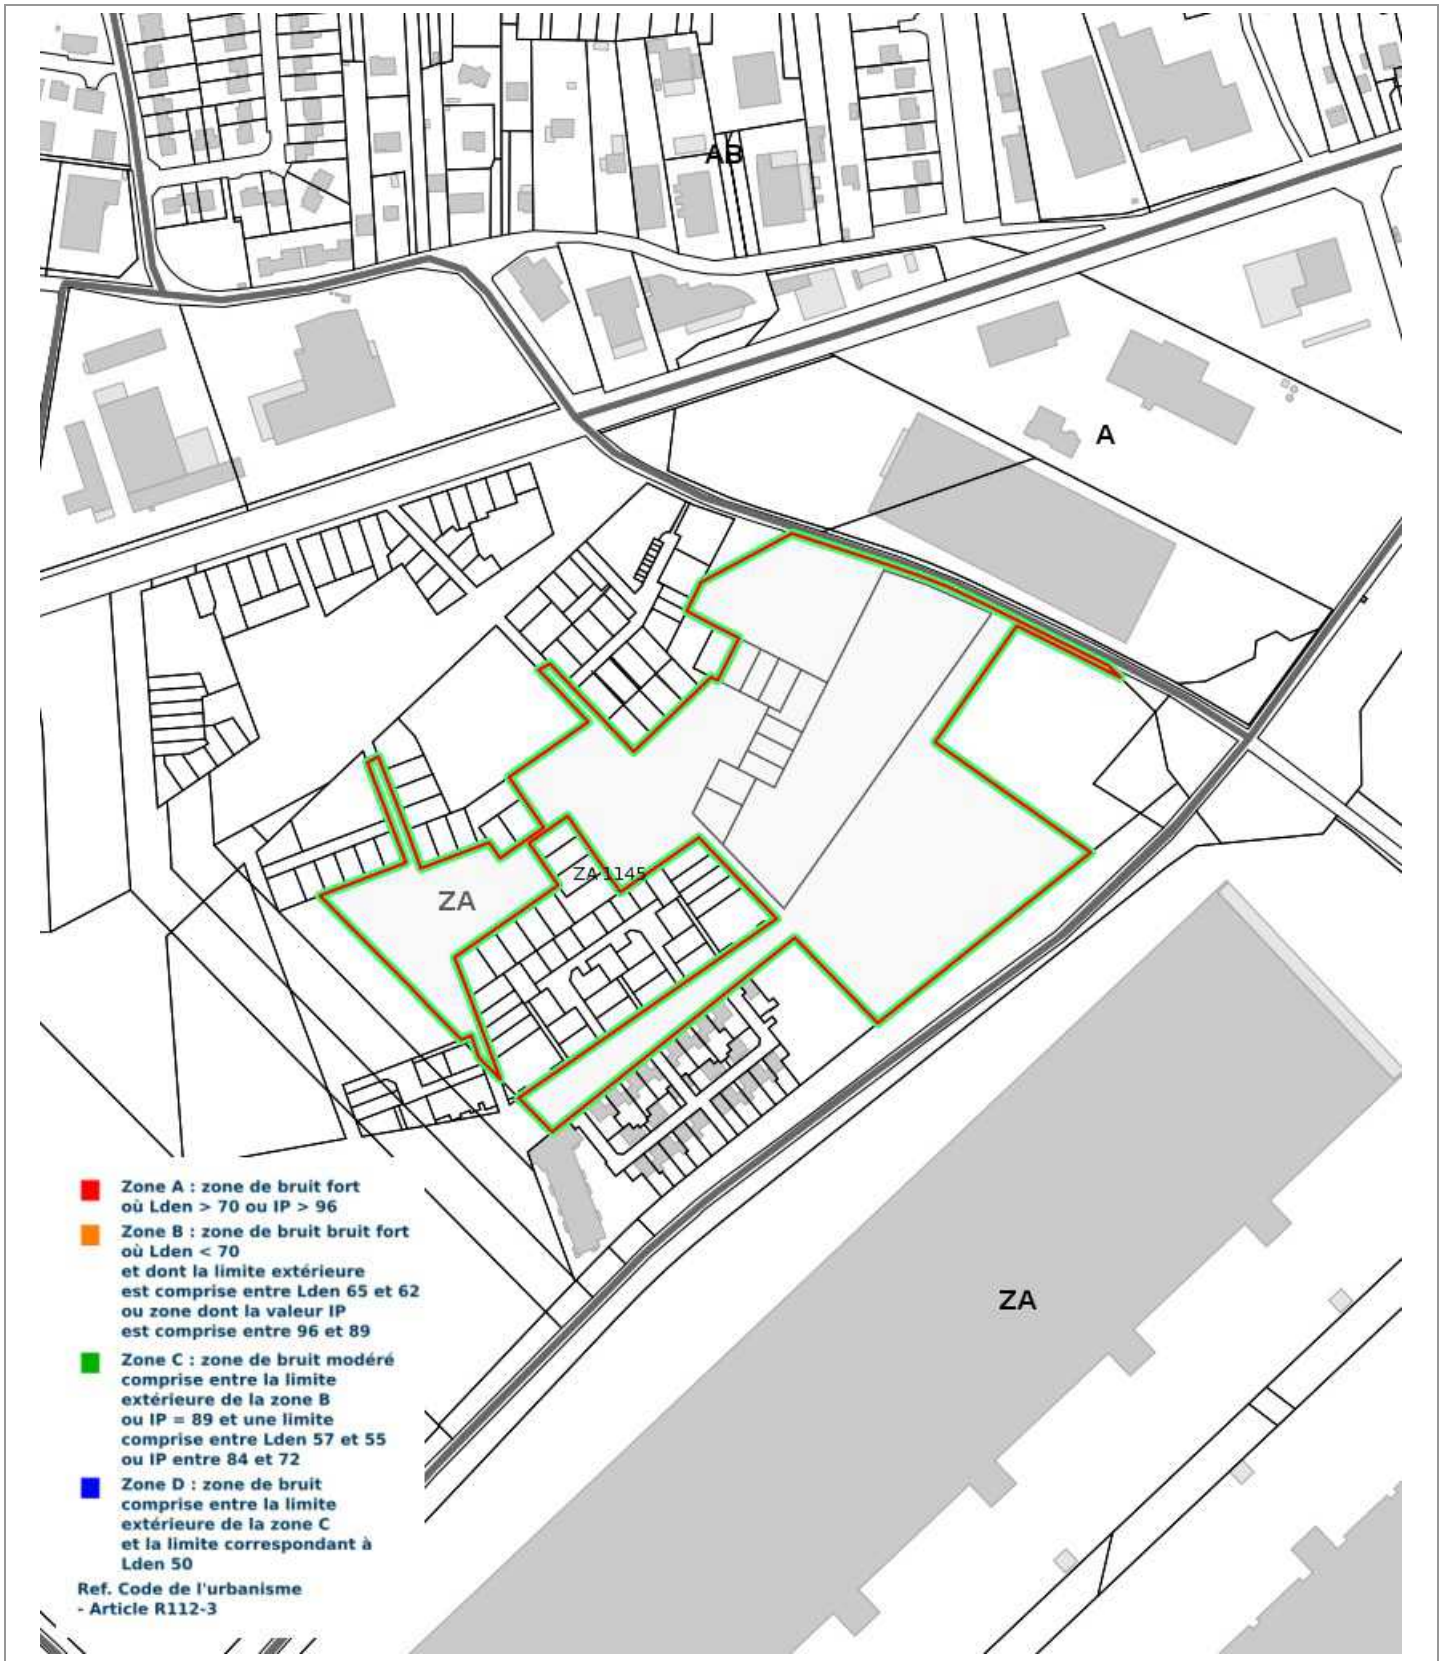 AB
A
ZA 1145
ZA
ZA
Zone A : zone de bruit fort
où Lden > 70 ou IP > 96
Zone B : zone de bruit bruit fort
où Lden < 70
et dont la limite extérieure
est comprise entre Lden 65 et 62
ou zone dont la valeur IP
est comprise entre 96 et 89
Zone C : zone de bruit modéré
comprise entre la limite
extérieure de la zone B
ou IP = 89 et une limite
comprise entre Lden 57 et 55
ou IP entre 84 et 72
Zone D : zone de bruit
comprise entre la limite
extérieure de la zone C
et la limite correspondant à
Lden 50
Ref. Code de l'urbanisme
- Article R112-3